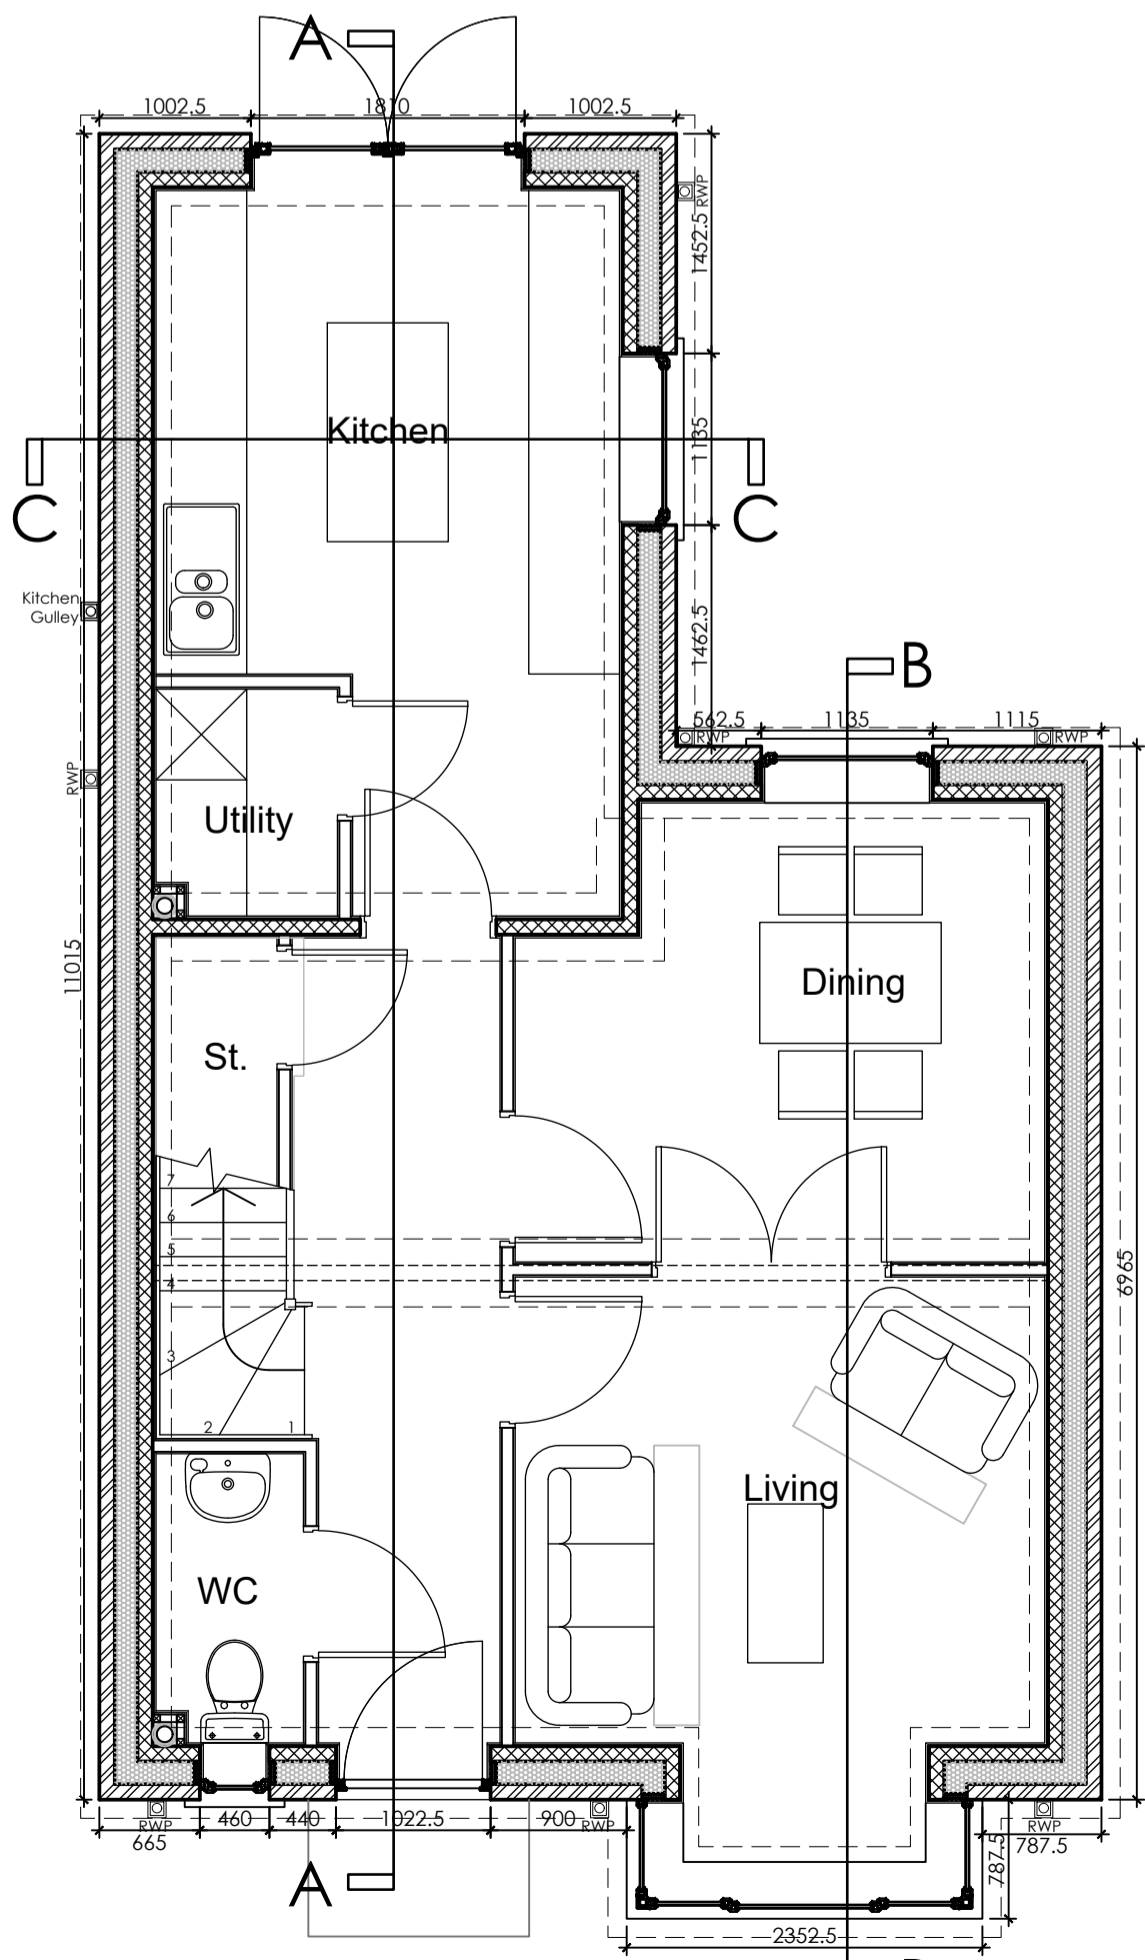 A
1002.5
1810
1002.5
RWP
1452.5
Kitchen
1135
C
C
Kitchen
Gulley
1462.5
B
562.5
1135
1115
RWP
RWP
RWP
Utility
11015
Dining
St.
7
6
5
4
6965
3
2
1
Living
WC
460
440
1022.5
900
RWP
RWP
RWP
665
787.5
787.5
A
2352.5